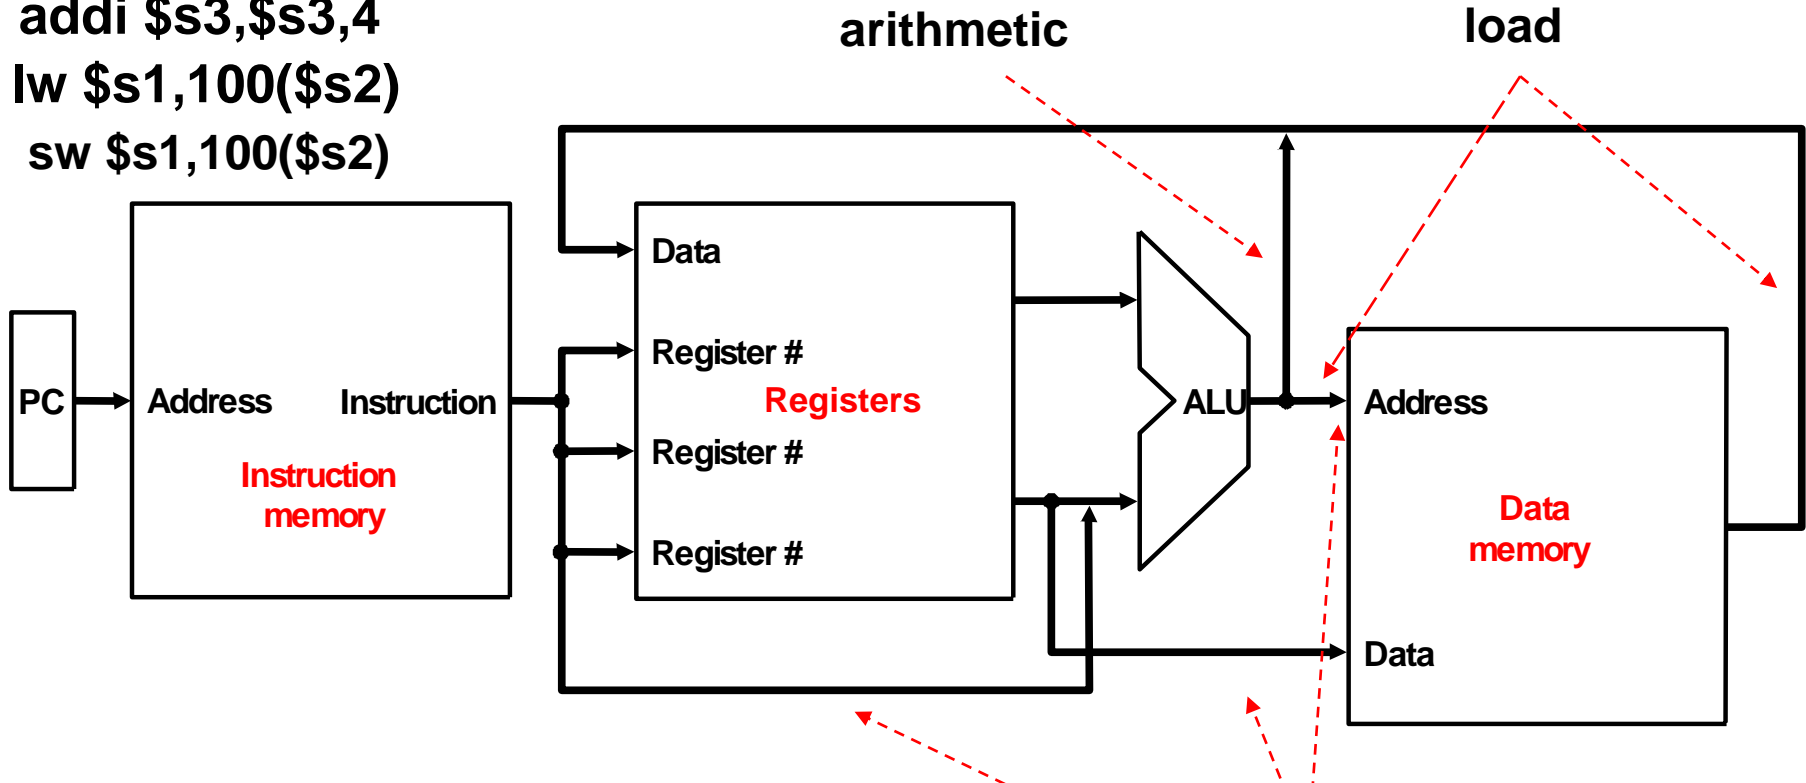 addi $s3,$s3,4
lw $s1,100($s2)
sw $s1,100($s2)
arithmetic
load
PC
Address
Instruction
Instruction
memory
Data
Register #
Registers
Register #
Register #
ALU
Address
Data
memory
Data